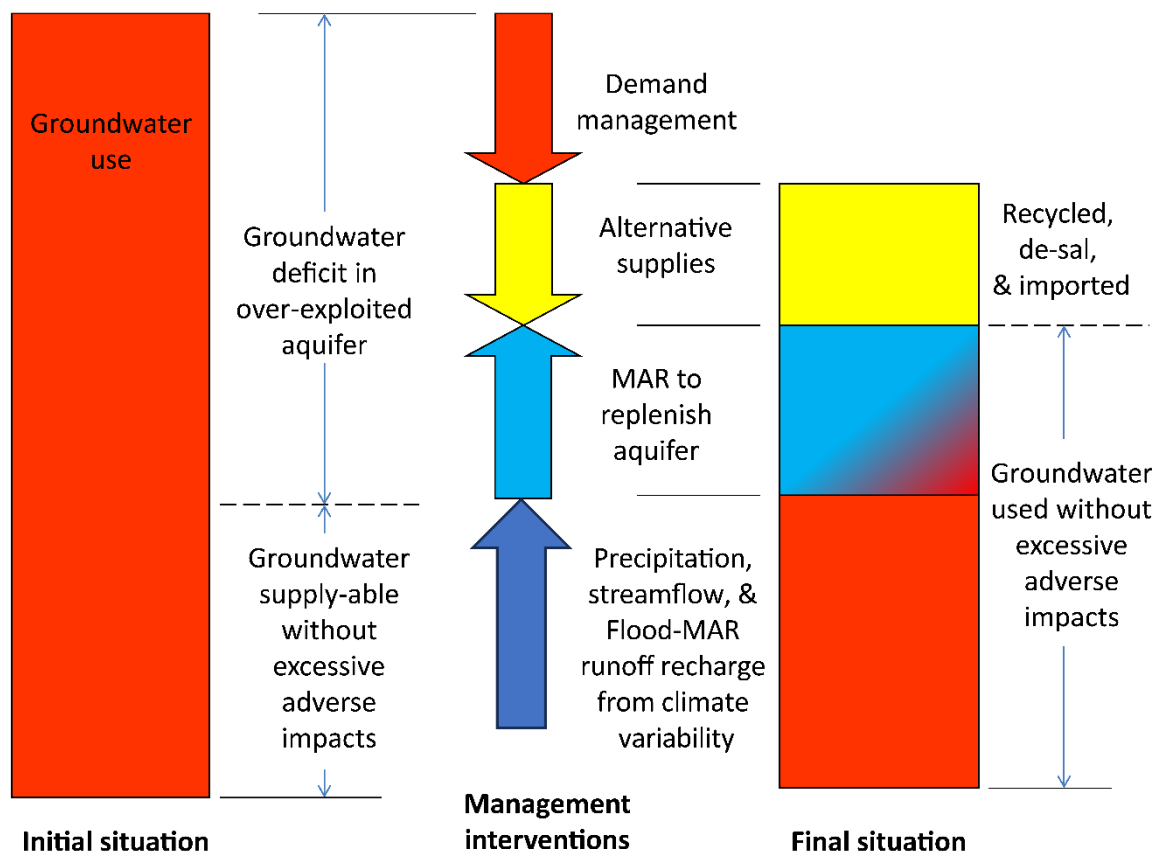 Groundwater
use
Groundwater
deficit in
over-exploited
aquifer
Groundwater
supply-able
without
excessive
adverse
impacts
Initial situation
Demand
management
Alternative
supplies
MAR to
replenish
aquifer
Precipitation,
streamflow, &
Flood-MAR
runoff recharge
from climate
variability
Management
interventions
Recycled,
de-sal,
& imported
Groundwater
used without
excessive
adverse
impacts
Final situation